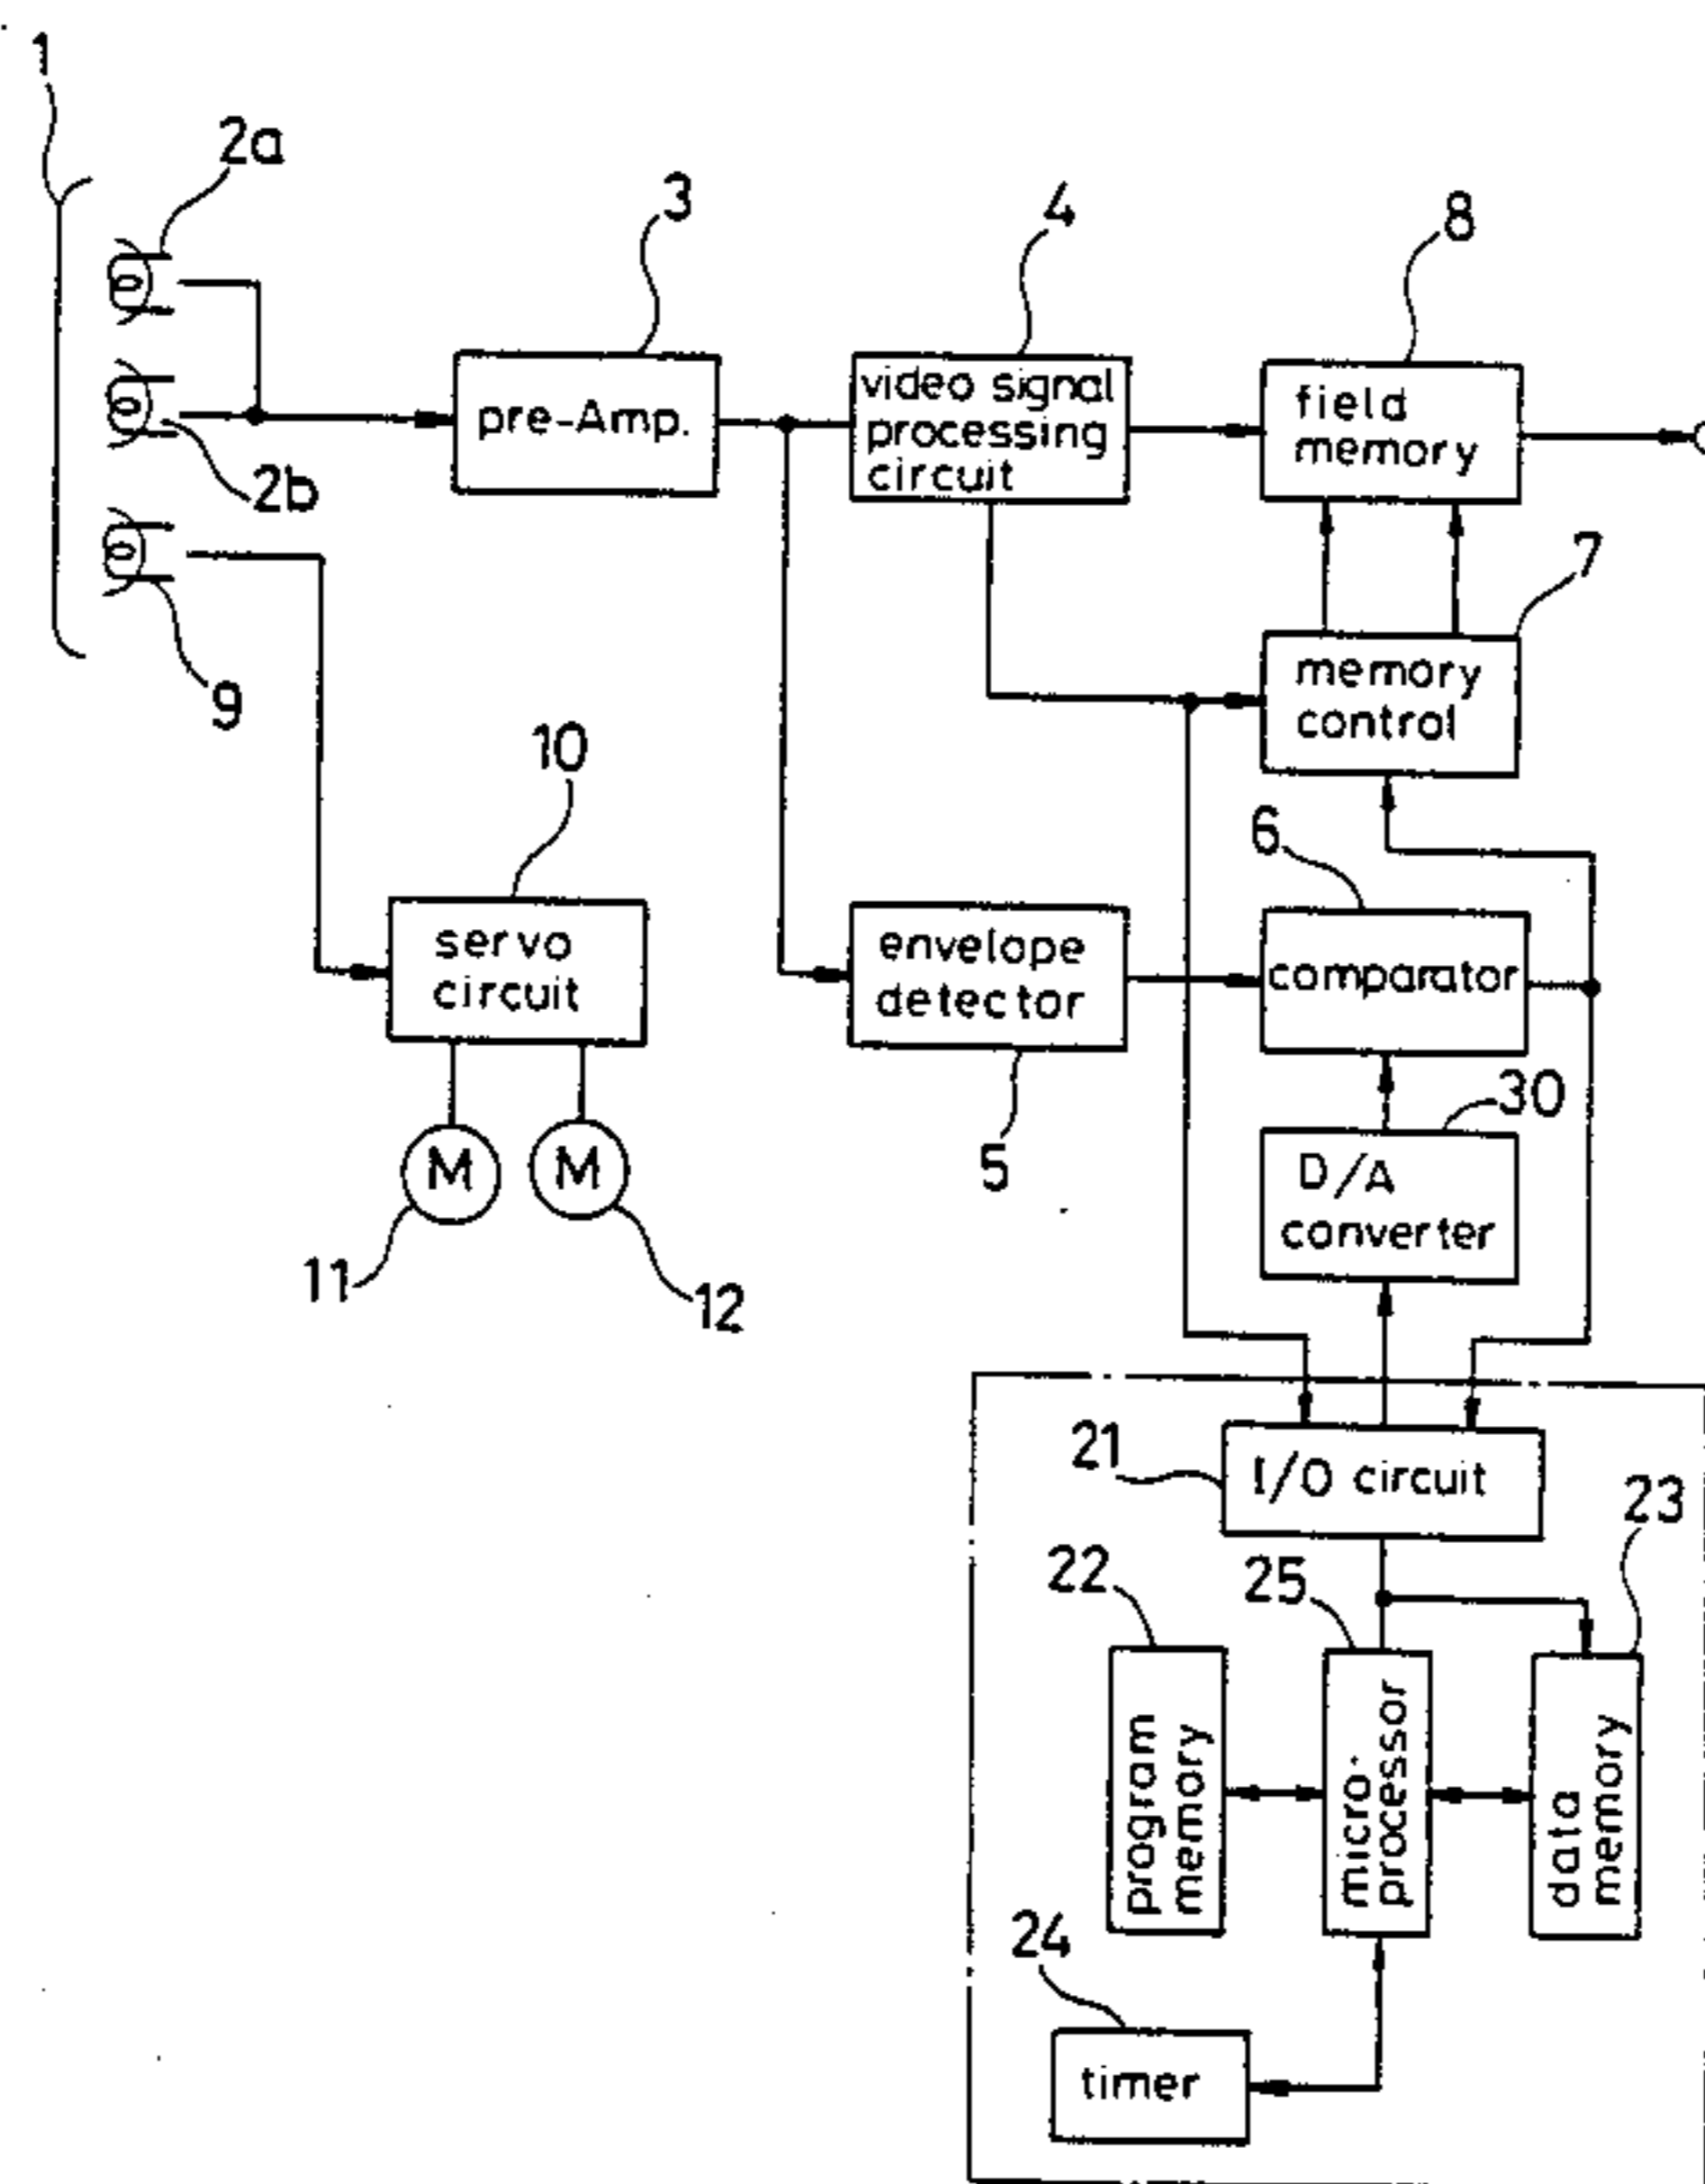 1
2a
3
4
8
pre-Amp.
video signal
processing
circuit
field
memory
2b
7
9
memory
control
10
6
servo
circuit
envelope
detector
comparator
30
5
D/A
converter
M
M
11
12
21
I/O circuit
23
22
25
program
memory
micro-
processor
data
memory
24
timer